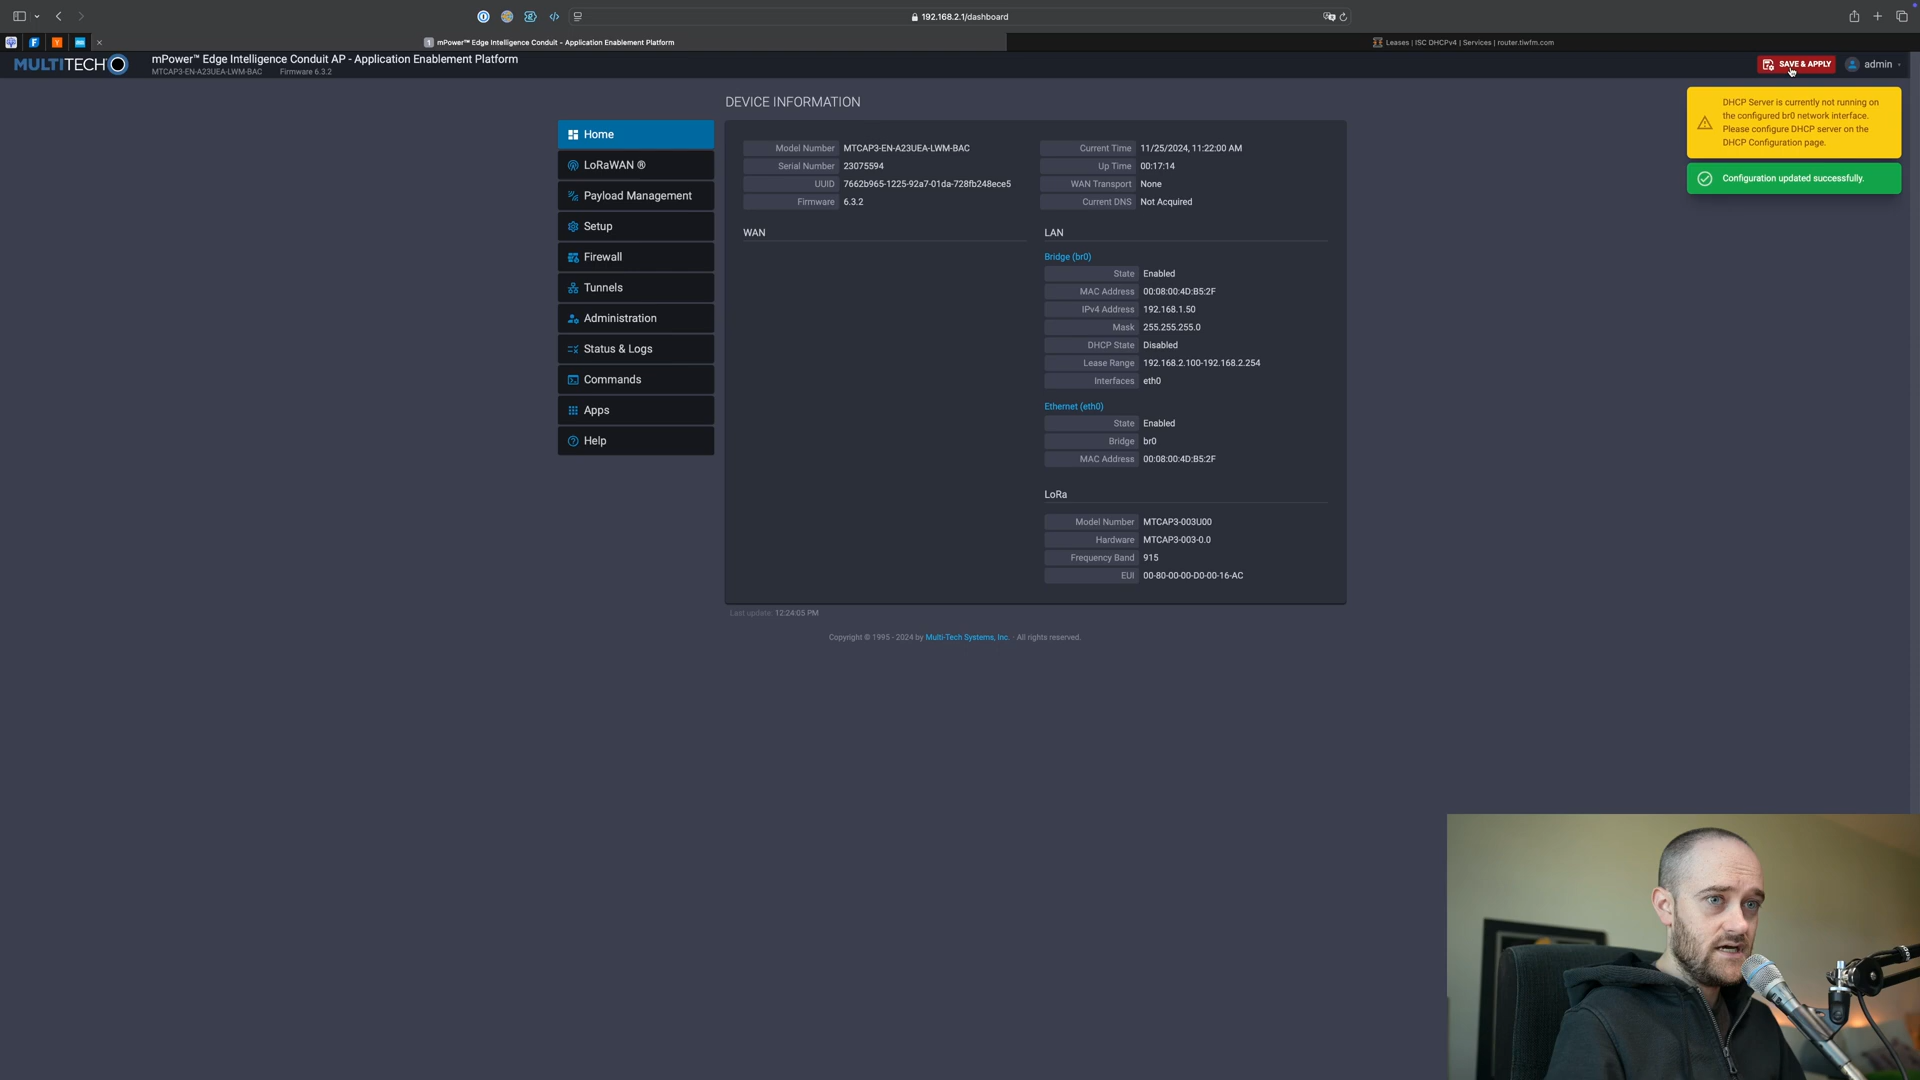 192.168.2.1/dashboard
1 mPower™ Edge Intelligence Conduit - Application Enablement Platform
Leases | ISC DHCPv4 | Services | router.tiwfm.com
MULTITECH
mPower™ Edge Intelligence Conduit AP - Application Enablement Platform
MTCAP3-EN-A23UEA-LWM-BAC Firmware 6.3.2
SAVE & APPLY
admin
DHCP Server is currently not running on
the configured br0 network interface.
Please configure DHCP server on the
DHCP Configuration page.
Configuration updated successfully.
Home
LoRaWAN ®
Payload Management
Setup
Firewall
Tunnels
Administration
Status & Logs
Commands
Apps
Help
DEVICE INFORMATION
Model Number MTCAP3-EN-A23UEA-LWM-BAC
Serial Number 23075594
UUID 7662b965-1225-92a7-01da-728fb248ece5
Firmware 6.3.2
Current Time 11/25/2024, 11:22:00 AM
Up Time 00:17:14
WAN Transport None
Current DNS Not Acquired
WAN
LAN
Bridge (br0)
State Enabled
MAC Address 00:08:00:4D:B5:2F
IPv4 Address 192.168.1.50
Mask 255.255.255.0
DHCP State Disabled
Lease Range 192.168.2.100-192.168.2.254
Interfaces eth0
Ethernet (eth0)
State Enabled
Bridge br0
MAC Address 00:08:00:4D:B5:2F
LoRa
Model Number MTCAP3-003U00
Hardware MTCAP3-003-0.0
Frequency Band 915
EUI 00-80-00-00-D0-00-16-AC
Last update: 12:24:05 PM
Copyright © 1995 - 2024 by Multi-Tech Systems, Inc. - All rights reserved.